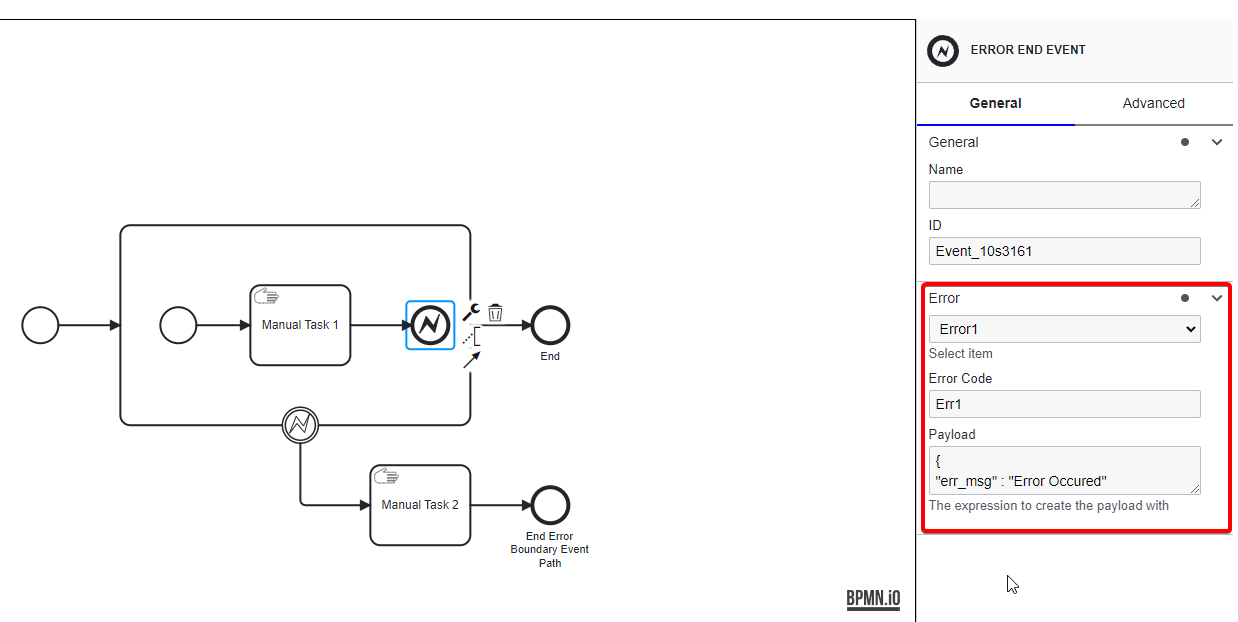 ERROR END EVENT
General
Advanced
General
Name
ID
Event_10s3161
Error
Error1
Select item
Error Code
Err1
Payload
{
"err_msg" : "Error Occured"
The expression to create the payload with
Manual Task 1
End
Manual Task 2
End Error
Boundary Event
Path
BPMN.iO